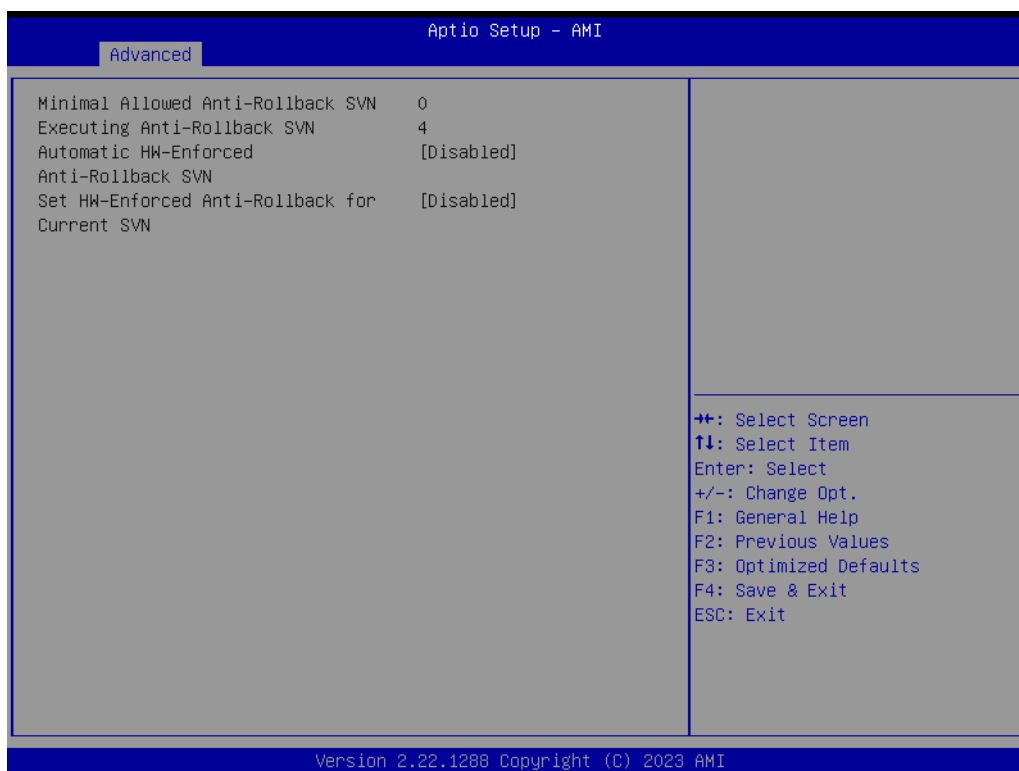 Aptio Setup - AMI
Advanced
Minimal Allowed Anti-Rollback SVN 0
Executing Anti-Rollback SVN 4
Automatic HW-Enforced [Disabled]
Anti-Rollback SVN
Set HW-Enforced Anti-Rollback for [Disabled]
Current SVN
→←: Select Screen
↑↓: Select Item
Enter: Select
+/-: Change Opt.
F1: General Help
F2: Previous Values
F3: Optimized Defaults
F4: Save & Exit
ESC: Exit
Version 2.22.1288 Copyright (C) 2023 AMI